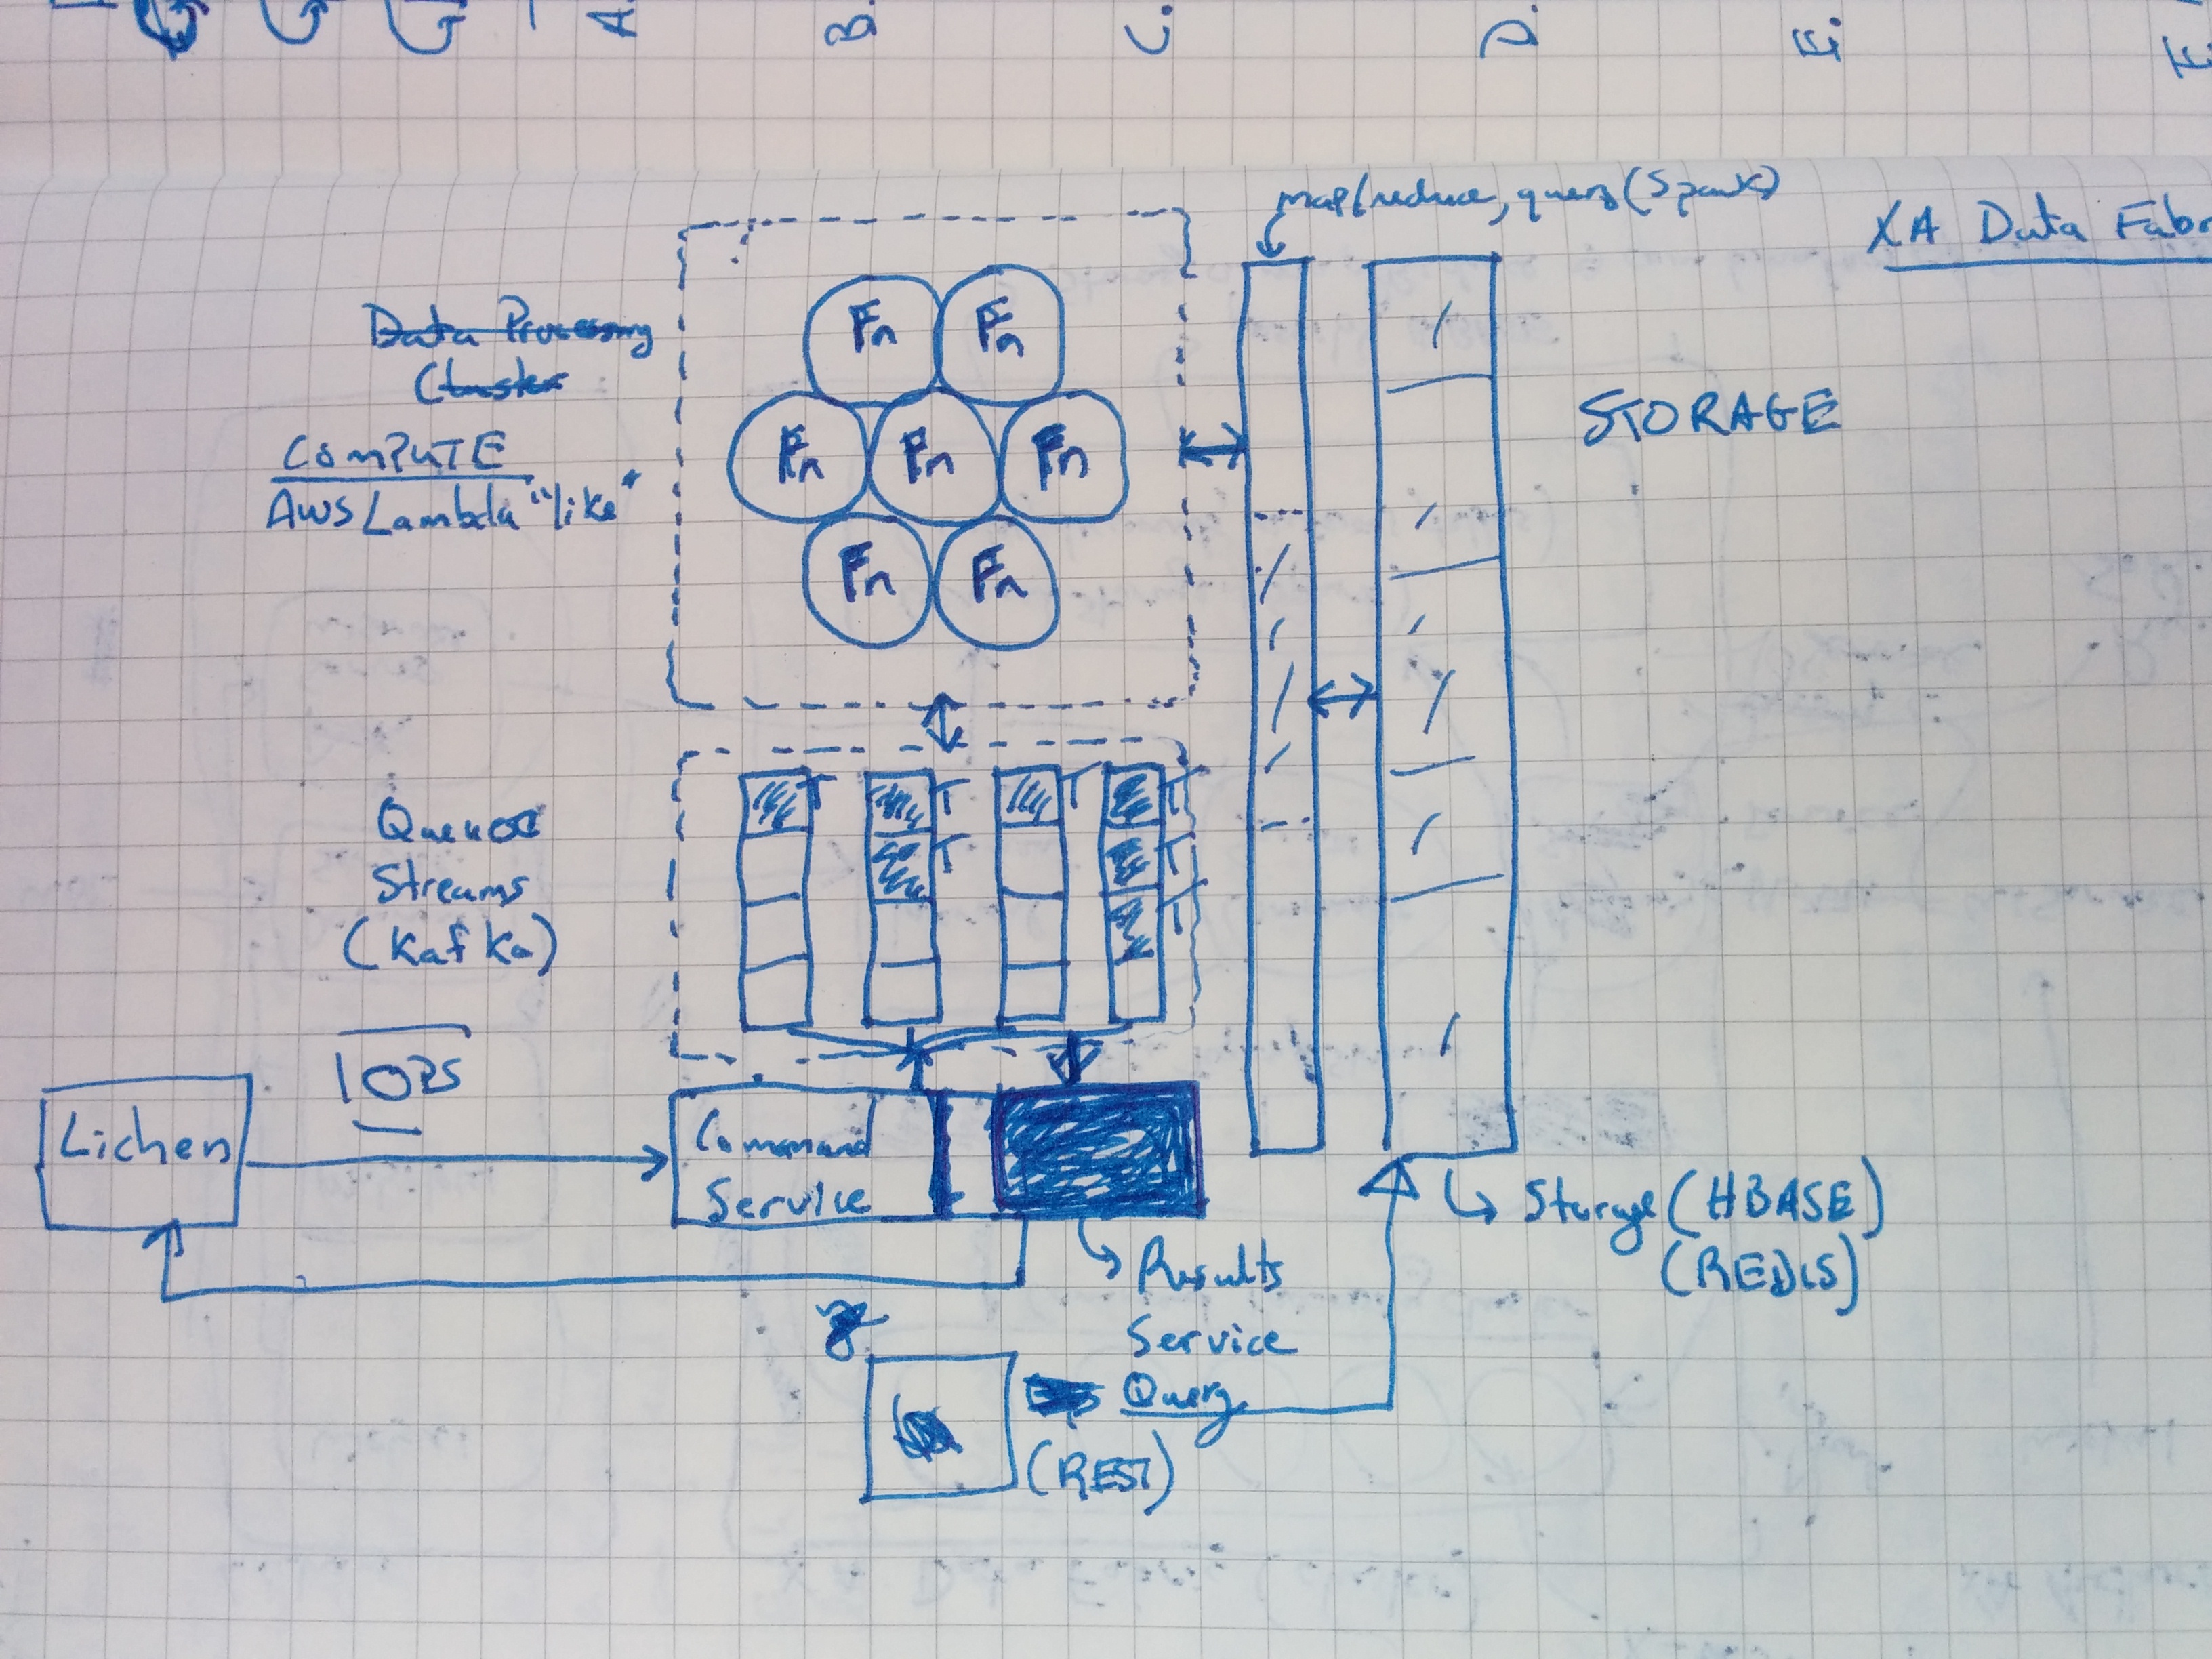 A.
B.
C.
D.
E.
F.
map/reduce, query (Spark)
XA Data Fabr
Data Processing
Cluster
COMPUTE
AWS Lambda "like"
Fn Fn
Fn Fn Fn
Fn Fn
STORAGE
T T T T
T T
T
Streams
(Kafka)
IOPS
Lichen
Command
Service
Results
Service
Query
(REST)
Storage (HBASE)
(REDIS)